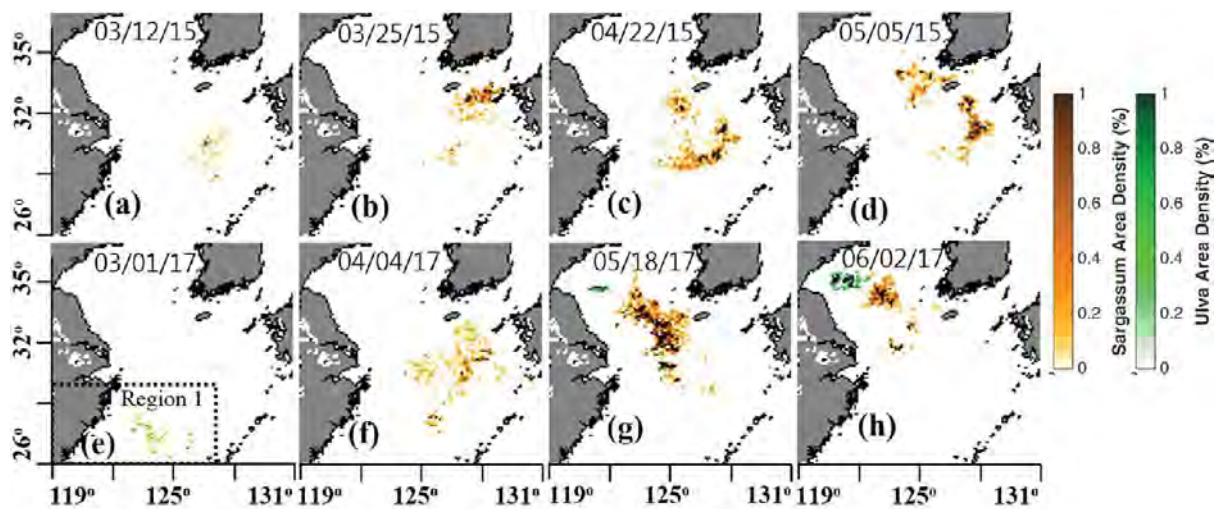 03/12/15 03/25/15 04/22/15 05/05/15
35°
32°
26°
(a) (b) (c) (d)
03/01/17 04/04/17 05/18/17 06/02/17
35°
32°
26°
Region 1
(e) (f) (g) (h)
119° 125° 131° 119° 125° 131° 119° 125° 131° 119° 125° 131°
1
0.8
0.6
0.4
0.2
0
Sargassum Area Density (%)
1
0.8
0.6
0.4
0.2
0
Ulva Area Density (%)